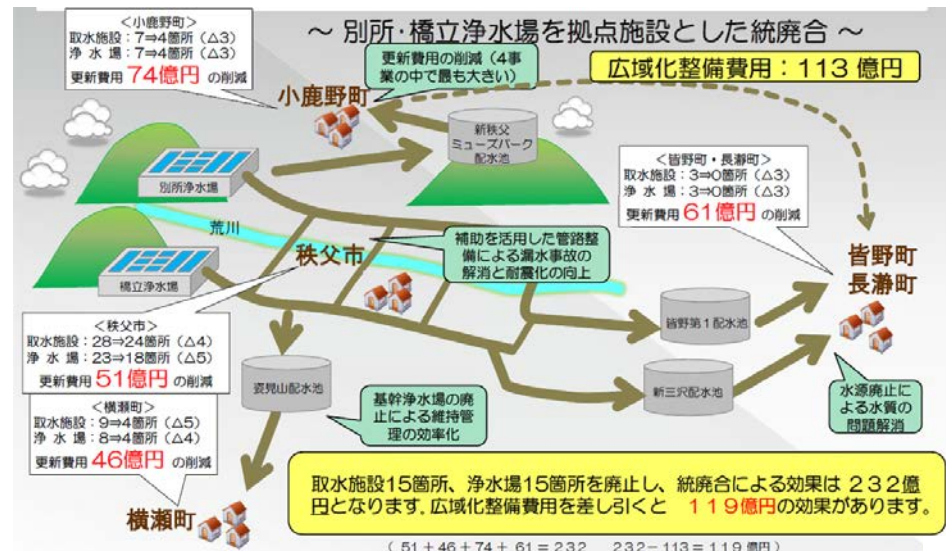 ～ 別所・橋立浄水場を拠点施設とした統廃合 ～
＜小鹿野町＞
取水施設：7⇒4箇所（△3）
浄 水 場：7⇒4箇所（△3）
更新費用 74億円 の削減
更新費用の削減（4事
業の中で最も大きい）
広域化整備費用：113 億円
小鹿野町
新秩父
ミューズパーク
配水池
別所浄水場
＜皆野町・長瀞町＞
取水施設：3⇒0箇所（△3）
浄 水 場：3⇒0箇所（△3）
更新費用 61億円 の削減
荒川
秩父市
補助を活用した管路整
備による漏水事故の
解消と耐震化の向上
皆野町
長瀞町
橋立浄水場
皆野第１配水池
＜秩父市＞
取水施設：28⇒24箇所（△4）
浄 水 場：23⇒18箇所（△5）
更新費用 51億円 の削減
姿見山配水池
新三沢配水池
基幹浄水場の廃
止による維持管
理の効率化
水源廃止
による水質の
問題解消
＜横瀬町＞
取水施設：9⇒4箇所（△5）
浄 水 場：8⇒4箇所（△4）
更新費用 46億円 の削減
横瀬町
取水施設15箇所、浄水場15箇所を廃止し、統廃合による効果は 232億
円となります。広域化整備費用を差し引くと 119億円の効果があります。
（ 51＋46＋74＋61＝232 232－113＝119 億円 ）